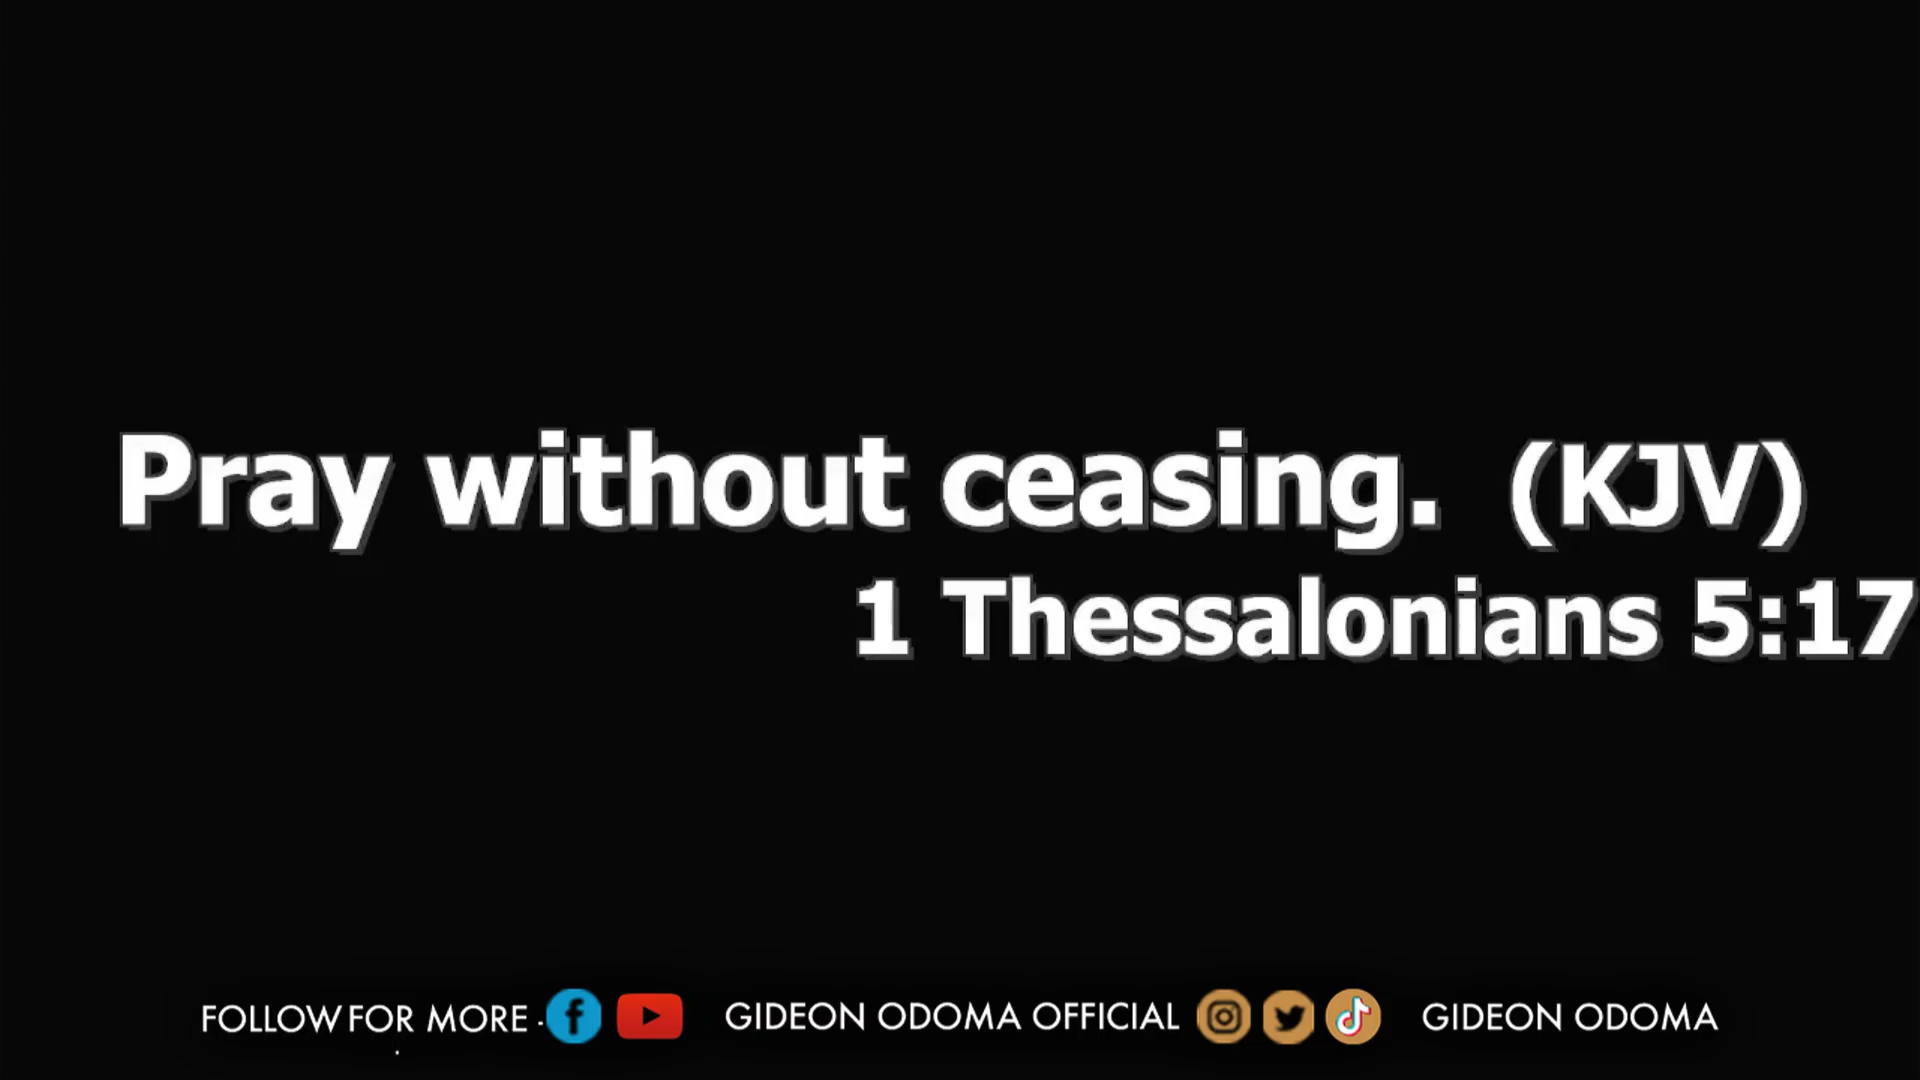 Pray without ceasing. (KJV)
1 Thessalonians 5:17
FOLLOW FOR MORE - GIDEON ODOMA OFFICIAL GIDEON ODOMA